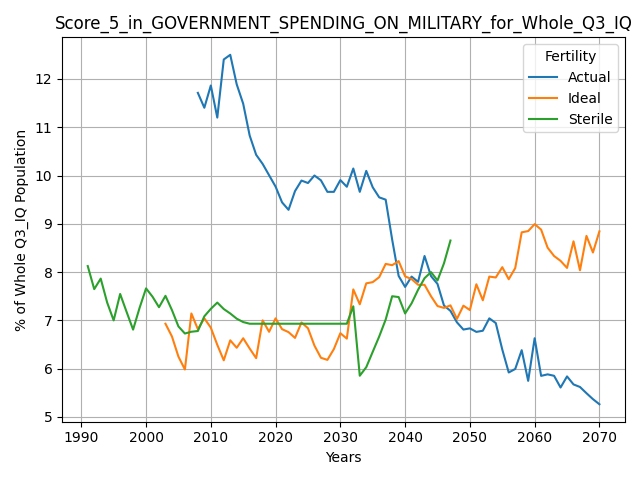 Score_5_in_GOVERNMENT_SPENDING_ON_MILITARY_for_Whole_Q3_IQ
Fertility
Actual
Ideal
Sterile
% of Whole Q3_IQ Population
12
11
10
9
8
7
6
5
1990 2000 2010 2020 2030 2040 2050 2060 2070
Years